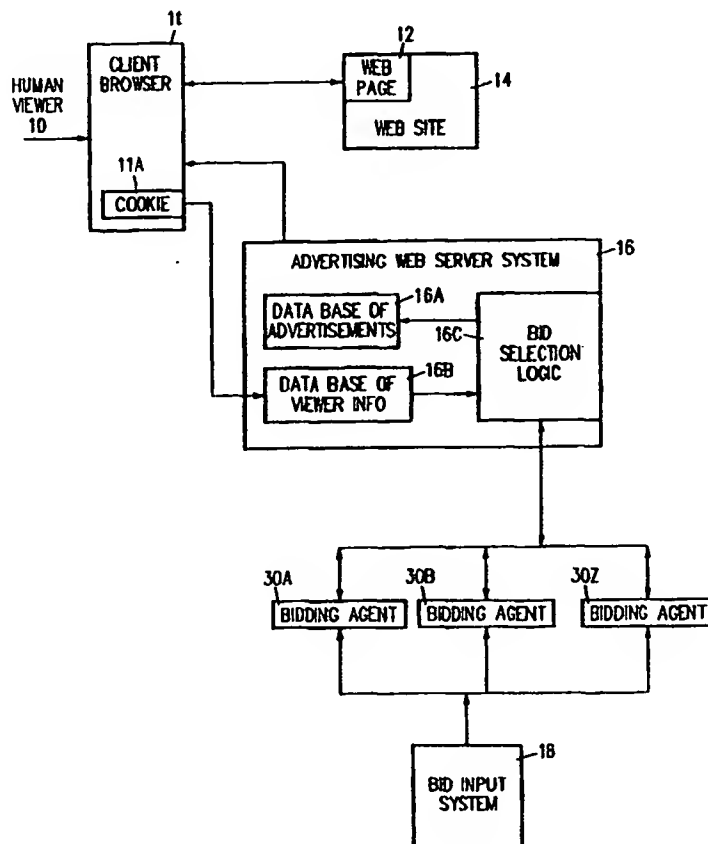 11
CLIENT
BROWSER
HUMAN
VIEWER
10
11A
COOKIE
12
WEB
PAGE
14
WEB SITE
ADVERTISING WEB SERVER SYSTEM
16
16A
DATA BASE OF
ADVERTISEMENTS
16B
DATA BASE OF
VIEWER INFO
16C
BID
SELECTION
LOGIC
30A
BIDDING AGENT
30B
BIDDING AGENT
30Z
BIDDING AGENT
18
BID INPUT
SYSTEM